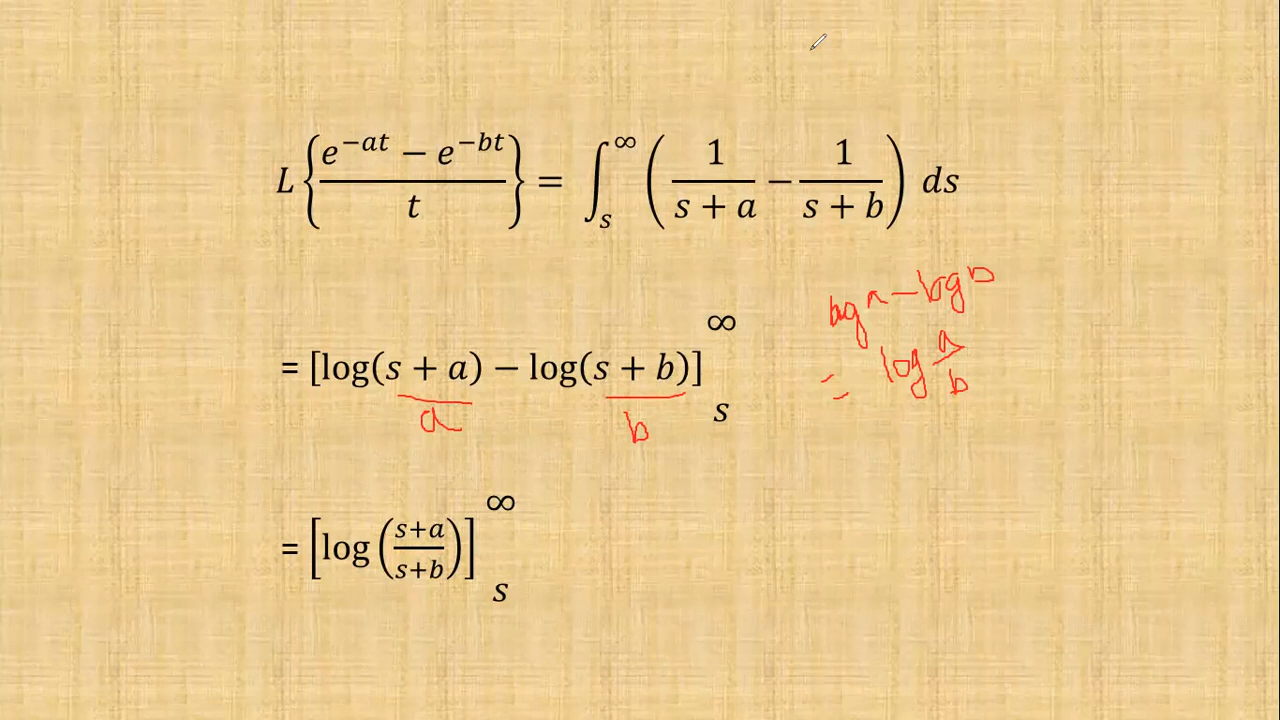 L{(e^{-at} − e^{-bt})/t} = ∫_s^∞ (1/(s + a) − 1/(s + b)) ds
log a − log b
= [log(s + a) − log(s + b)]_s^∞
= log a/b
a b
= [log((s+a)/(s+b))]_s^∞